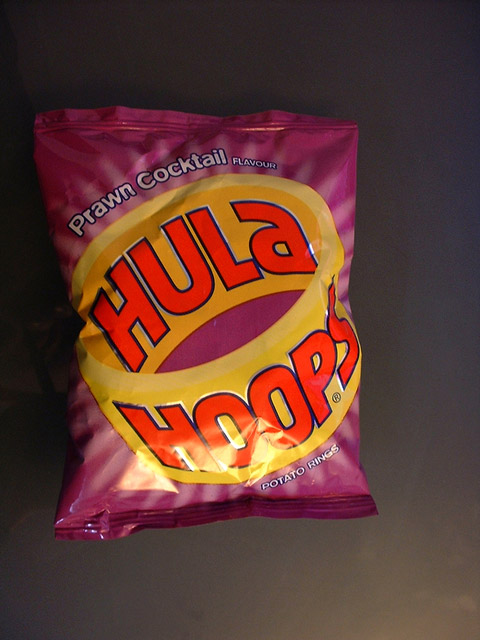 Prawn Cocktail FLAVOUR
HULa
HOOPS®
POTATO RINGS